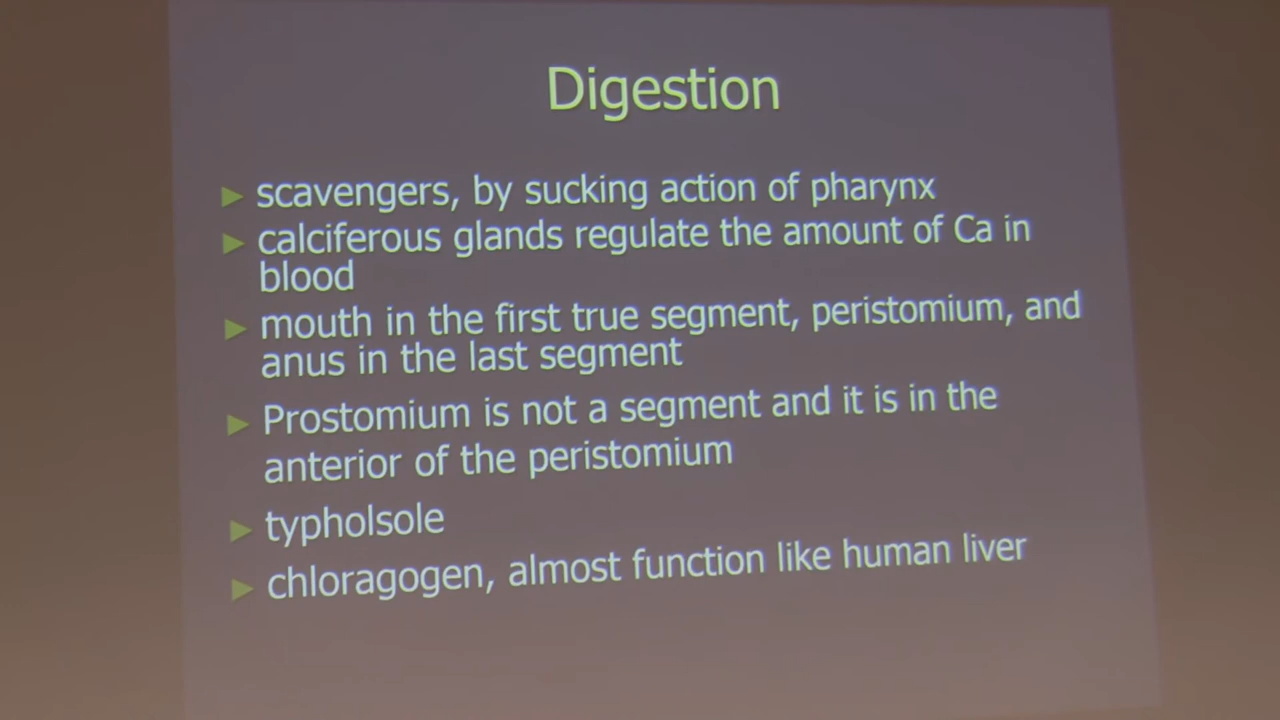 Digestion
scavengers, by sucking action of pharynx
calciferous glands regulate the amount of Ca in
blood
mouth in the first true segment, peristomium, and
anus in the last segment
Prostomium is not a segment and it is in the
anterior of the peristomium
typholsole
chloragogen, almost function like human liver